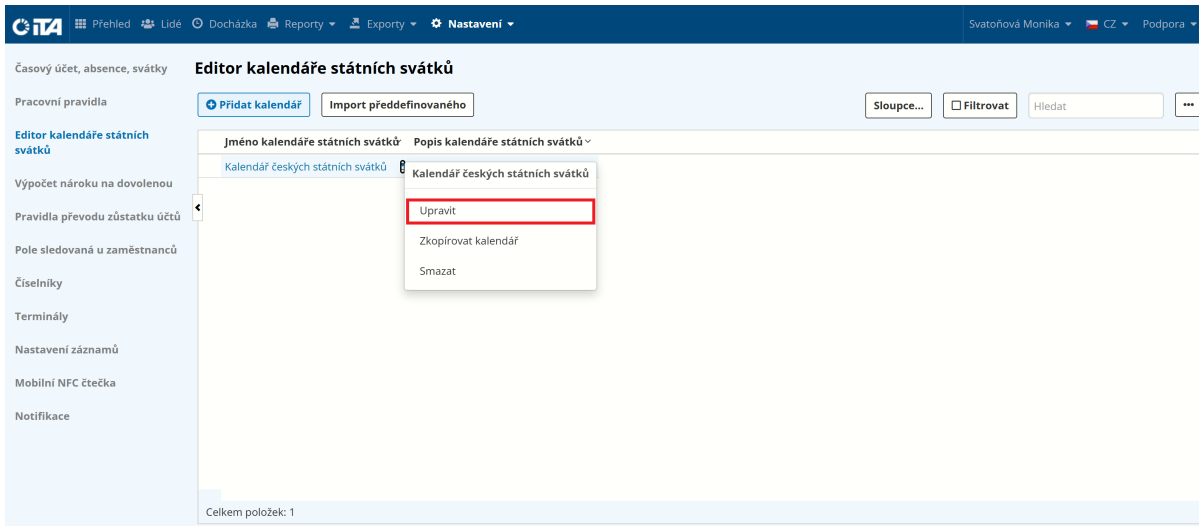 ITA Přehled Lidé Docházka Reporty Exporty Nastavení Svatoňová Monika CZ Podpora
Časový účet, absence, svátky
Pracovní pravidla
Editor kalendáře státních
svátků
Výpočet nároku na dovolenou
Pravidla převodu zůstatku účtů
Pole sledovaná u zaměstnanců
Číselníky
Terminály
Nastavení záznamů
Mobilní NFC čtečka
Notifikace
Editor kalendáře státních svátků
Přidat kalendář Import předdefinovaného Sloupce... Filtrovat Hledat
Jméno kalendáře státních svátků Popis kalendáře státních svátků
Kalendář českých státních svátků
Kalendář českých státních svátků
Upravit
Zkopírovat kalendář
Smazat
Celkem položek: 1